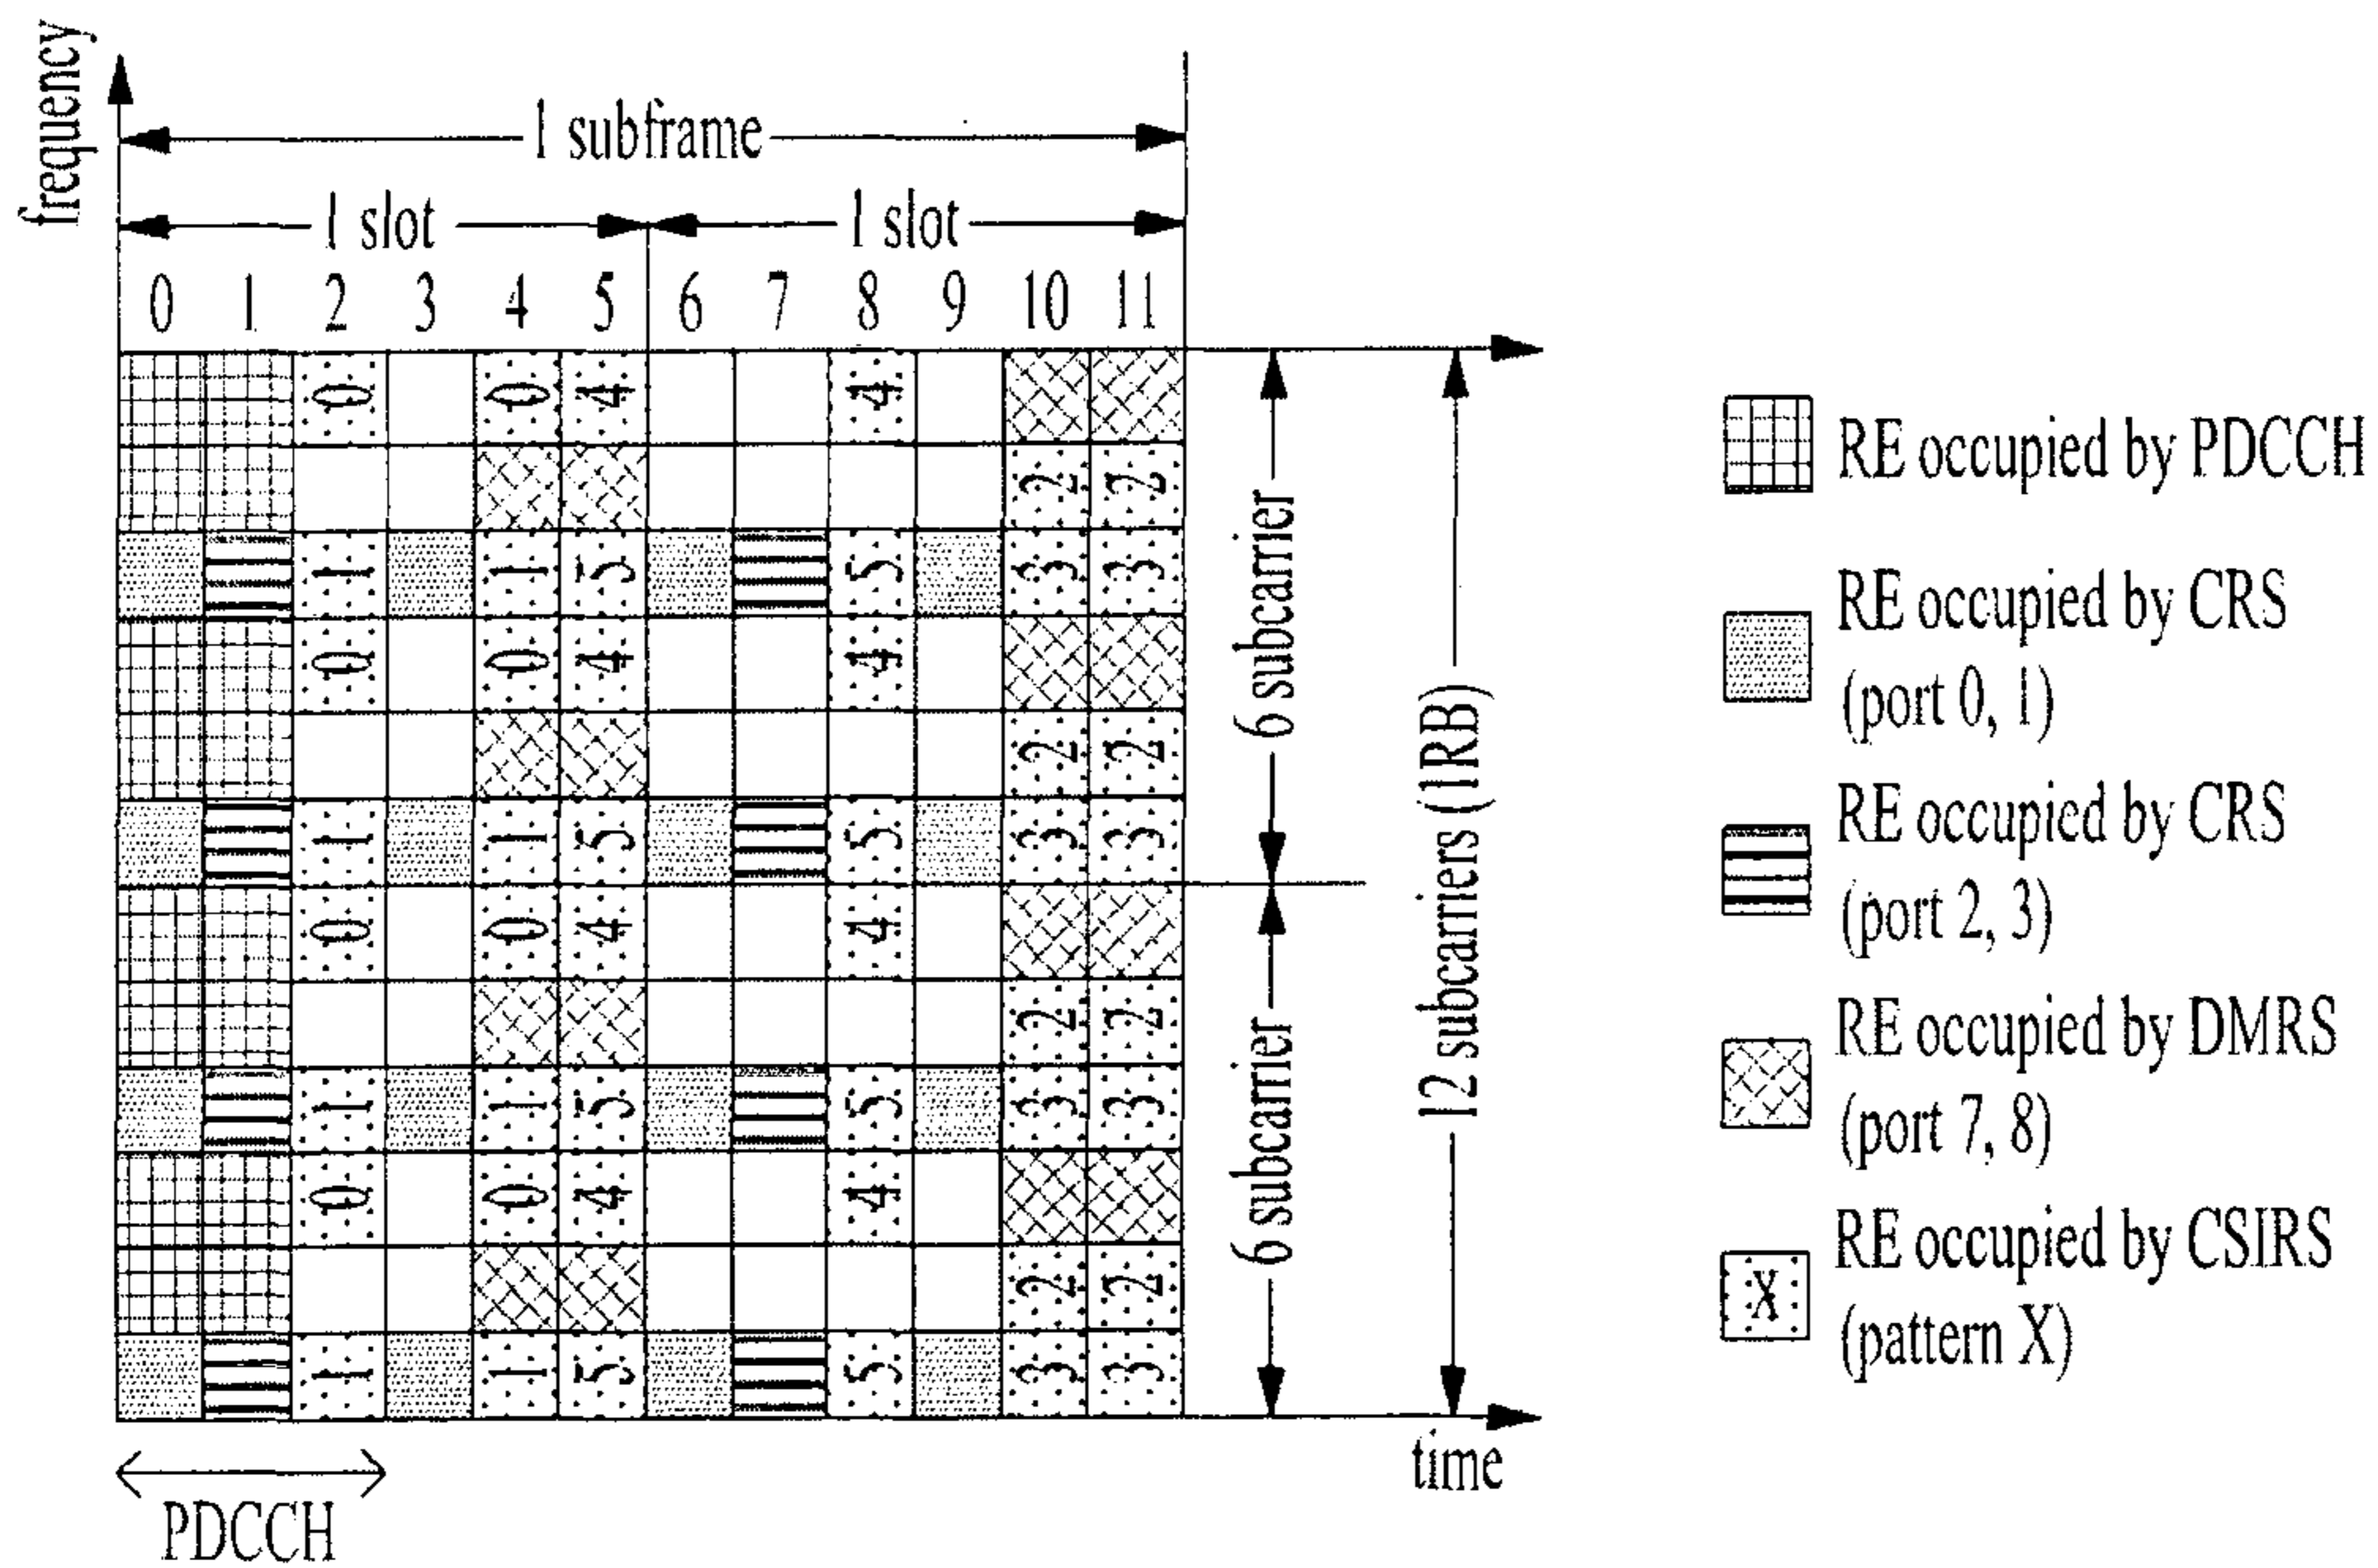 frequency
1 subframe
1 slot 1 slot
0 1 2 3 4 5 6 7 8 9 10 11
0 0 4 4
2 2
1 1 5 5 3 3
0 0 4 4
2 2
1 1 5 5 3 3
0 0 4 4
2 2
1 1 5 5 3 3
0 0 4 4
2 2
1 1 5 5 3 3
6 subcarrier
6 subcarrier
12 subcarriers (1RB)
time
PDCCH
RE occupied by PDCCH
RE occupied by CRS
(port 0, 1)
RE occupied by CRS
(port 2, 3)
RE occupied by DMRS
(port 7, 8)
X
RE occupied by CSIRS
(pattern X)